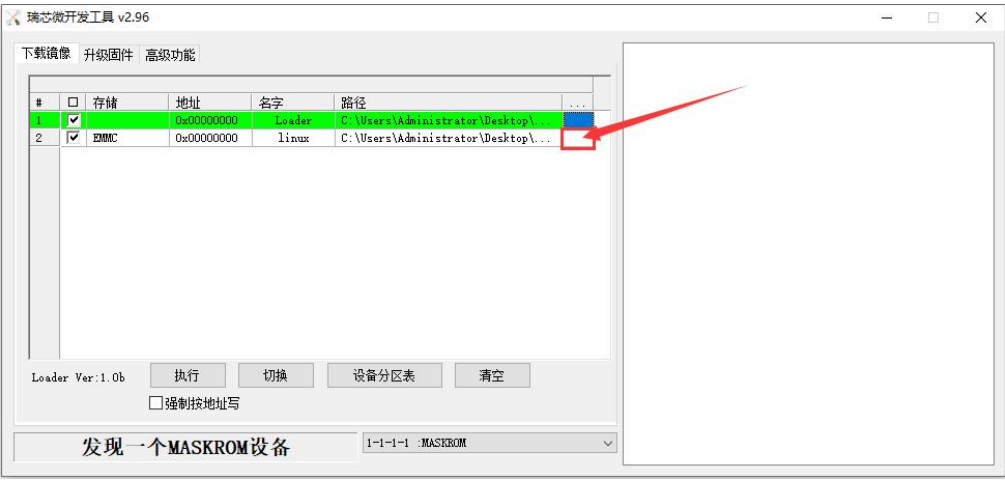 瑞芯微开发工具 v2.96
下载镜像 升级固件 高级功能
# 存储 地址 名字 路径 ...
1 0x00000000 Loader C:\Users\Administrator\Desktop\...
2 EMMC 0x00000000 linux C:\Users\Administrator\Desktop\...
Loader Ver:1.0b 执行 切换 设备分区表 清空
强制按地址写
发现一个MASKROM设备 1-1-1-1 :MASKROM